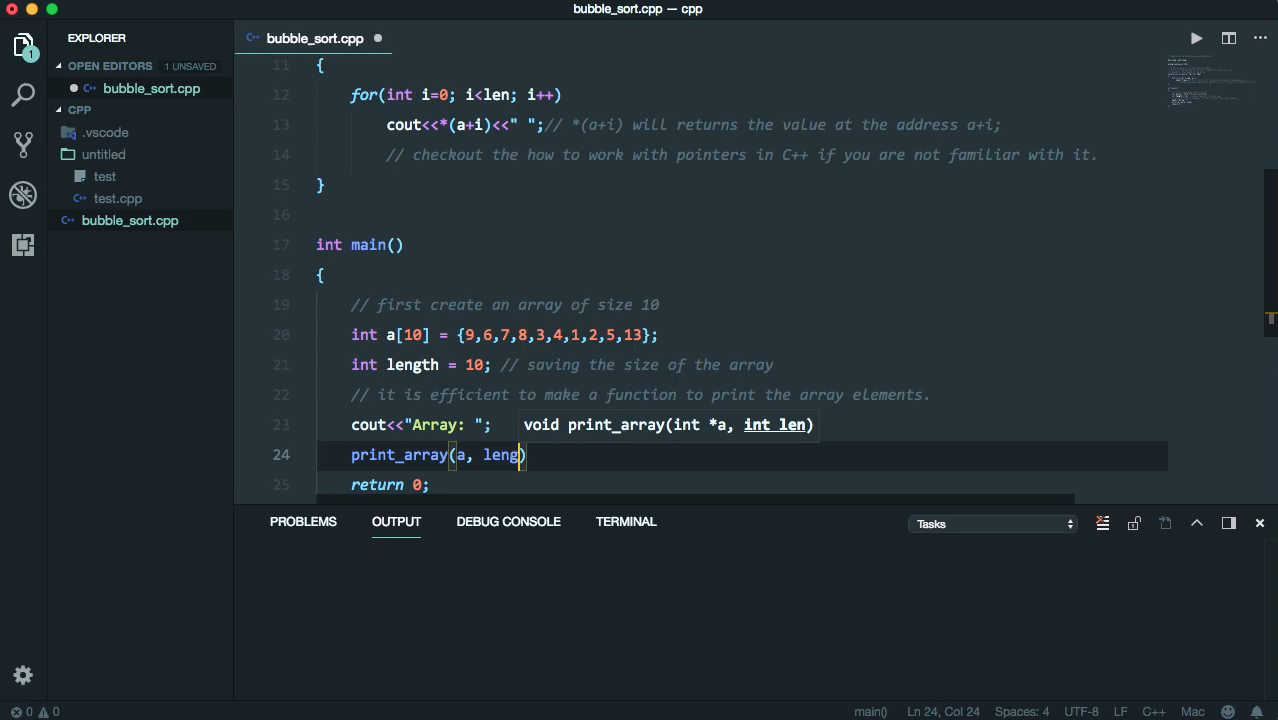 bubble_sort.cpp — cpp
EXPLORER
OPEN EDITORS 1 UNSAVED
bubble_sort.cpp
CPP
.vscode
untitled
test
test.cpp
bubble_sort.cpp
1
bubble_sort.cpp
11 {
12 for(int i=0; i<len; i++)
13 cout<<*(a+i)<<" ";// *(a+i) will returns the value at the address a+i;
14 // checkout the how to work with pointers in C++ if you are not familiar with it.
15 }
16
17 int main()
18 {
19 // first create an array of size 10
20 int a[10] = {9,6,7,8,3,4,1,2,5,13};
21 int length = 10; // saving the size of the array
22 // it is efficient to make a function to print the array elements.
23 cout<<"Array: "; void print_array(int *a, int len)
24 print_array(a, leng)
25 return 0;
PROBLEMS OUTPUT DEBUG CONSOLE TERMINAL Tasks
0 0 main() Ln 24, Col 24 Spaces: 4 UTF-8 LF C++ Mac